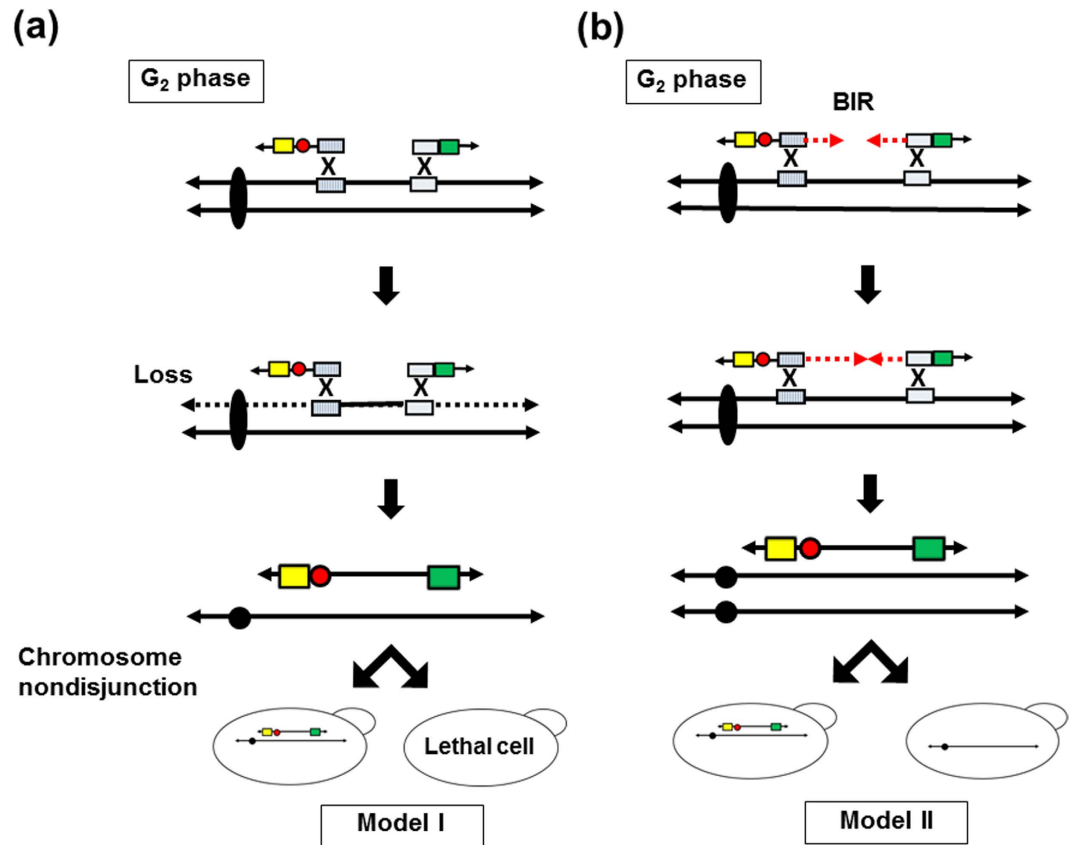 (a)
G₂ phase
X
X
Loss
X
X
Chromosome
nondisjunction
Lethal cell
Model I
(b)
G₂ phase
BIR
X
X
X
X
Model II